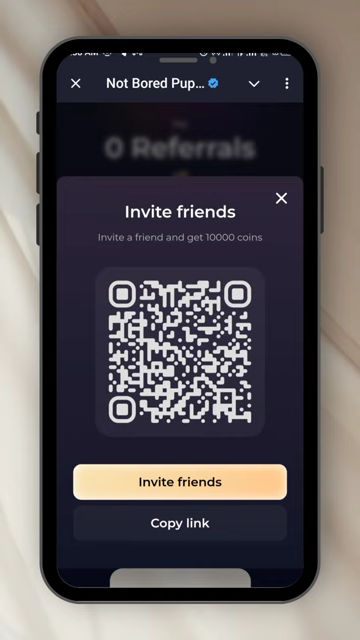 Not Bored Pup...
0 Referrals
Invite friends
Invite a friend and get 10000 coins
Invite friends
Copy link